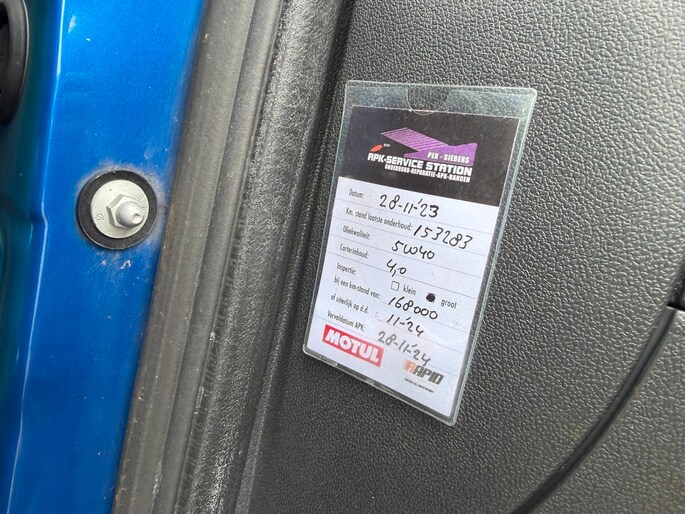 PEK - SIEBERS
APK-SERVICE STATION
ONDERHOUD-REPARATIE-APK-BANDEN
Datum: 28-11-'23
Km. stand laatste onderhoud: 153283
Oliekwaliteit: 5W40
Carterinhoud: 4,0
Inspectie: klein groot
bij een km-stand van: 168000
of uiterlijk op d.d. : 11-'24
Vervaldatum APK: 28-11-'24
MOTUL
RAPID